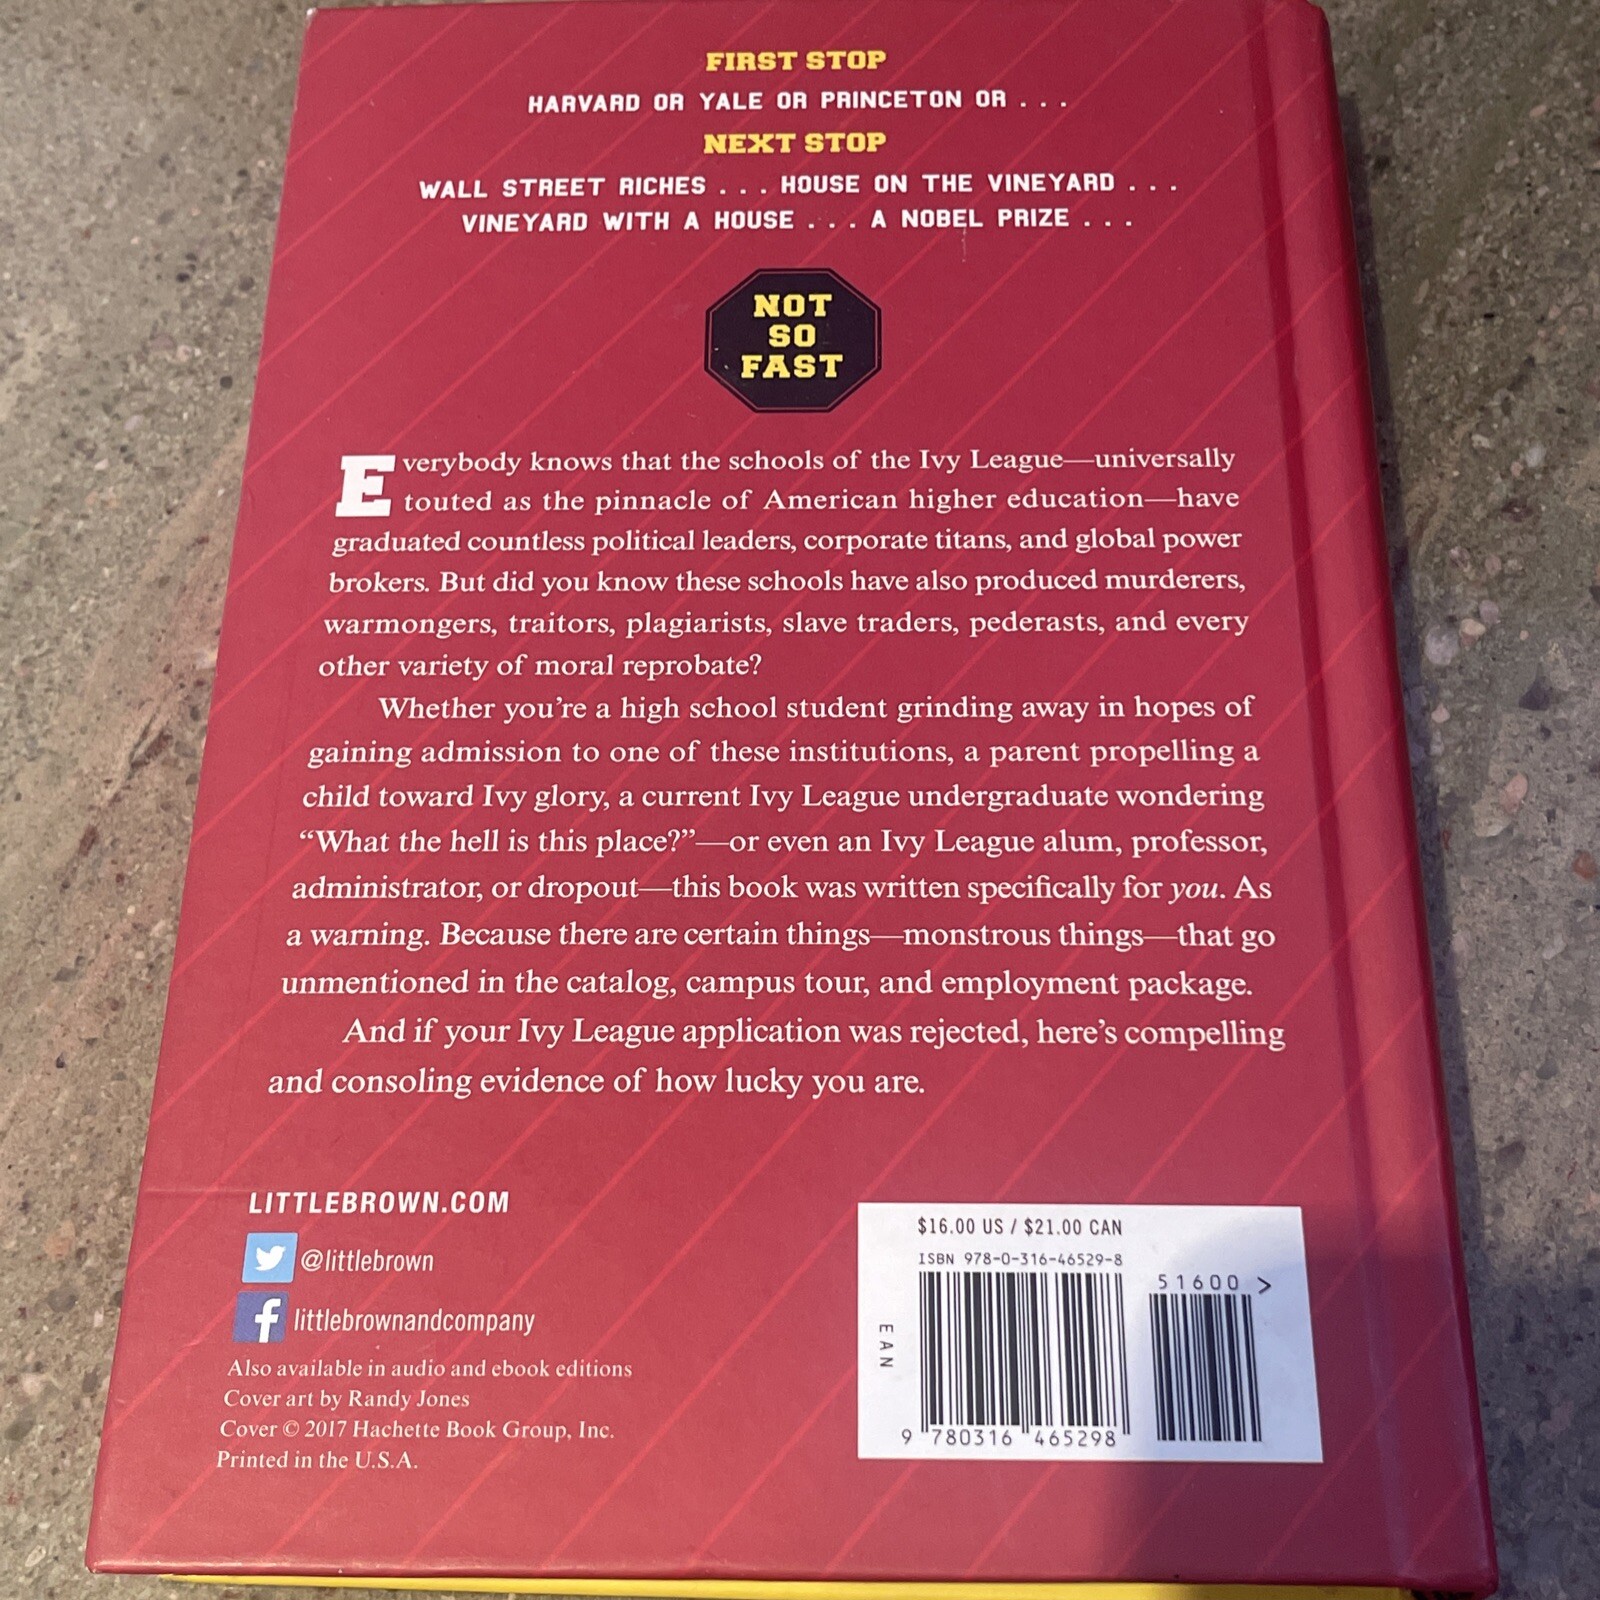 FIRST STOP
HARVARD OR YALE OR PRINCETON OR . . .
NEXT STOP
WALL STREET RICHES . . . HOUSE ON THE VINEYARD . . .
VINEYARD WITH A HOUSE . . . A NOBEL PRIZE . . .
NOT
SO
FAST
Everybody knows that the schools of the Ivy League—universally
touted as the pinnacle of American higher education—have
graduated countless political leaders, corporate titans, and global power
brokers. But did you know these schools have also produced murderers,
warmongers, traitors, plagiarists, slave traders, pederasts, and every
other variety of moral reprobate?
Whether you're a high school student grinding away in hopes of
gaining admission to one of these institutions, a parent propelling a
child toward Ivy glory, a current Ivy League undergraduate wondering
“What the hell is this place?”—or even an Ivy League alum, professor,
administrator, or dropout—this book was written specifically for you. As
a warning. Because there are certain things—monstrous things—that go
unmentioned in the catalog, campus tour, and employment package.
And if your Ivy League application was rejected, here's compelling
and consoling evidence of how lucky you are.
LITTLEBROWN.COM
@littlebrown
littlebrownandcompany
Also available in audio and ebook editions
Cover art by Randy Jones
Cover © 2017 Hachette Book Group, Inc.
Printed in the U.S.A.
$16.00 US / $21.00 CAN
ISBN 978-0-316-46529-8
51600 >
EAN
9 780316 465298